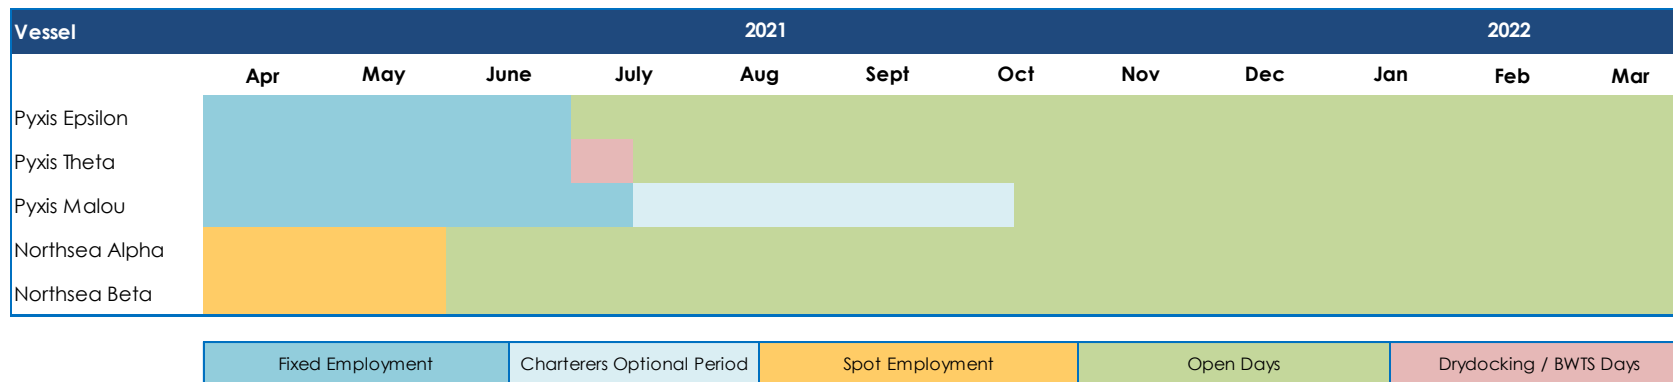 Vessel 2021 2022
Apr May June July Aug Sept Oct Nov Dec Jan Feb Mar
Pyxis Epsilon
Pyxis Theta
Pyxis Malou
Northsea Alpha
Northsea Beta
Fixed Employment Charterers Optional Period Spot Employment Open Days Drydocking / BWTS Days